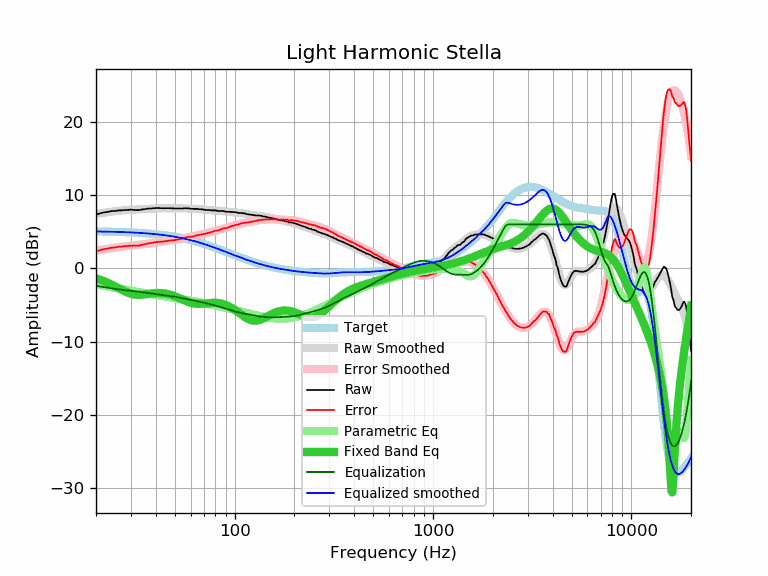 Light Harmonic Stella
Amplitude (dBr)
20
10
0
−10
−20
−30
Target
Raw Smoothed
Error Smoothed
Raw
Error
Parametric Eq
Fixed Band Eq
Equalization
Equalized smoothed
100 1000 10000
Frequency (Hz)